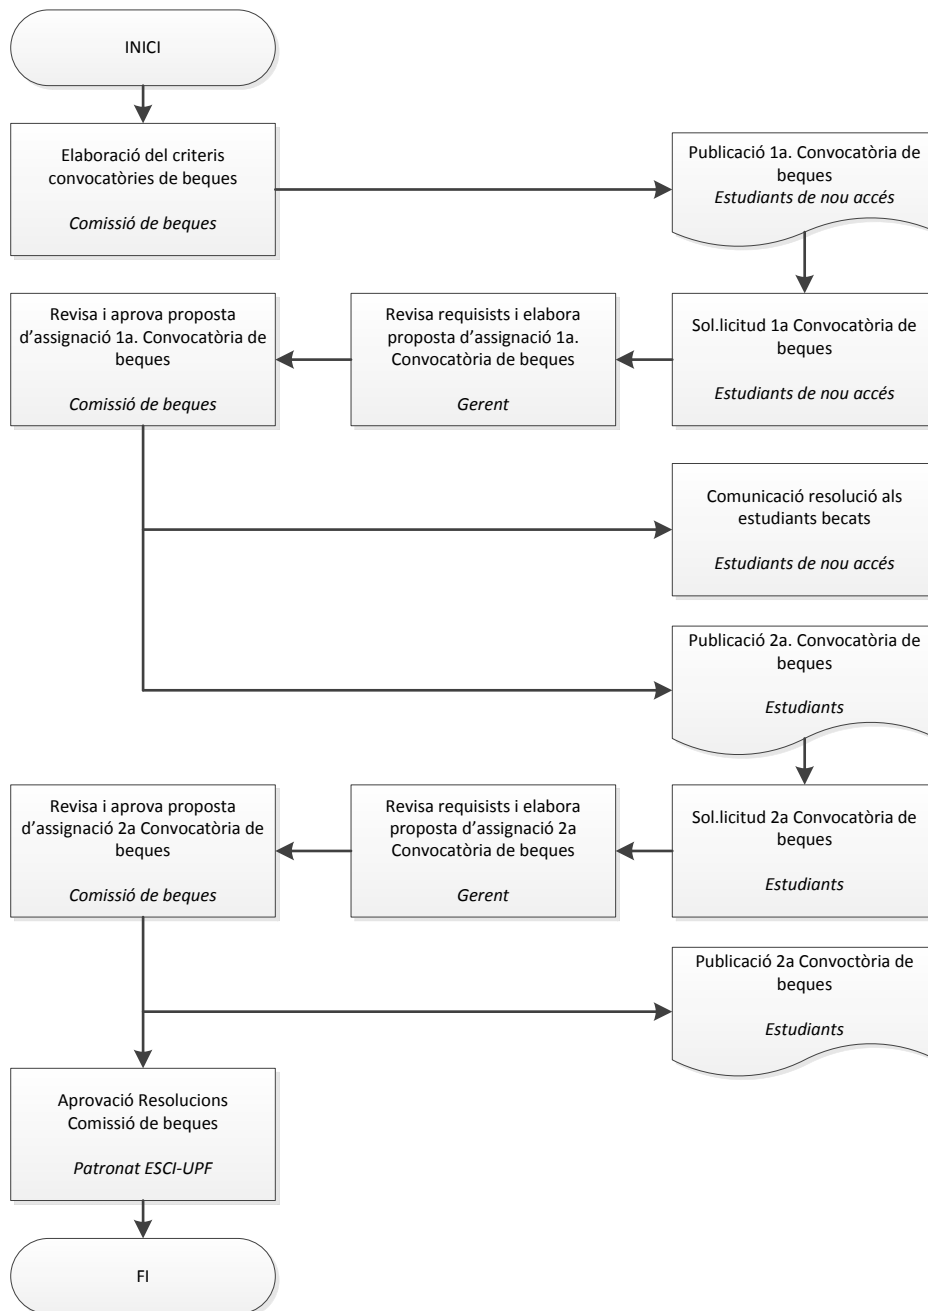 INICI
Elaboració del criteris
convocatòries de beques
Comissió de beques
Publicació 1a. Convocatòria de
beques
Estudiants de nou accés
Revisa i aprova proposta
d’assignació 1a. Convocatòria de
beques
Comissió de beques
Revisa requisists i elabora
proposta d’assignació 1a.
Convocatòria de beques
Gerent
Sol.licitud 1a Convocatòria de
beques
Estudiants de nou accés
Comunicació resolució als
estudiants becats
Estudiants de nou accés
Publicació 2a. Convocatòria de
beques
Estudiants
Revisa i aprova proposta
d’assignació 2a Convocatòria de
beques
Comissió de beques
Revisa requisists i elabora
proposta d’assignació 2a
Convocatòria de beques
Gerent
Sol.licitud 2a Convocatòria de
beques
Estudiants
Publicació 2a Convoctòria de
beques
Estudiants
Aprovació Resolucions
Comissió de beques
Patronat ESCI-UPF
FI